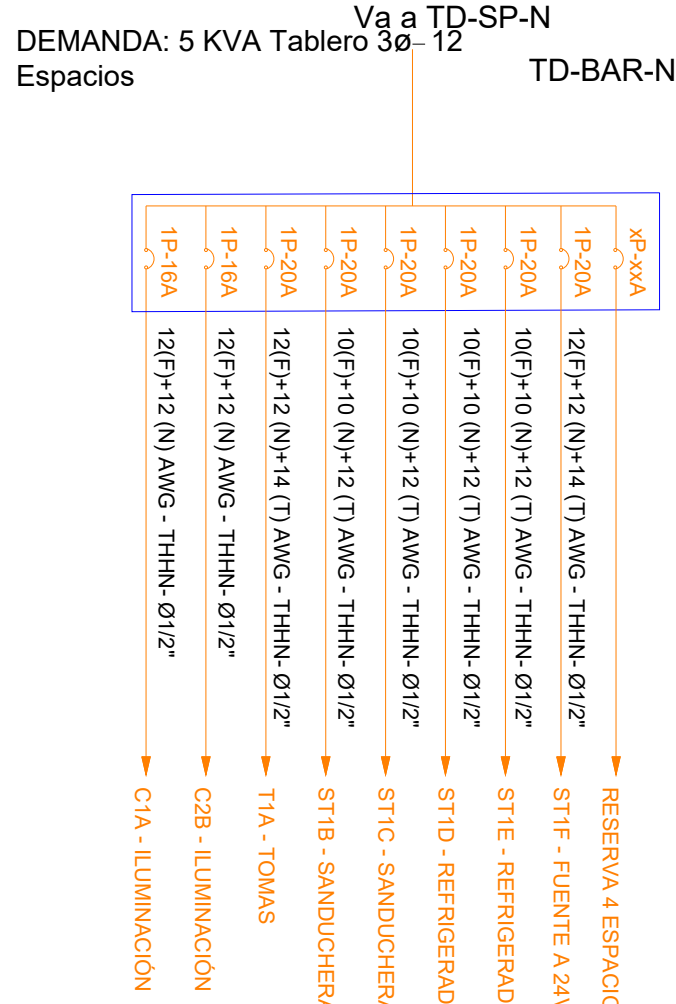 Va a TD-SP-N
DEMANDA: 5 KVA Tablero 3ø– 12
Espacios
TD-BAR-N
1P-16A
1P-16A
1P-20A
1P-20A
1P-20A
1P-20A
1P-20A
1P-20A
xP-xxA
12(F)+12 (N) AWG - THHN- Ø1/2"
12(F)+12 (N) AWG - THHN- Ø1/2"
12(F)+12 (N)+14 (T) AWG - THHN- Ø1/2"
10(F)+10 (N)+12 (T) AWG - THHN- Ø1/2"
10(F)+10 (N)+12 (T) AWG - THHN- Ø1/2"
10(F)+10 (N)+12 (T) AWG - THHN- Ø1/2"
10(F)+10 (N)+12 (T) AWG - THHN- Ø1/2"
12(F)+12 (N)+14 (T) AWG - THHN- Ø1/2"
C1A - ILUMINACIÓN
C2B - ILUMINACIÓN
T1A - TOMAS
ST1B - SANDUCHERA
ST1C - SANDUCHERA
ST1D - REFRIGERAD
ST1E - REFRIGERAD
ST1F - FUENTE A 24V
RESERVA 4 ESPACIO